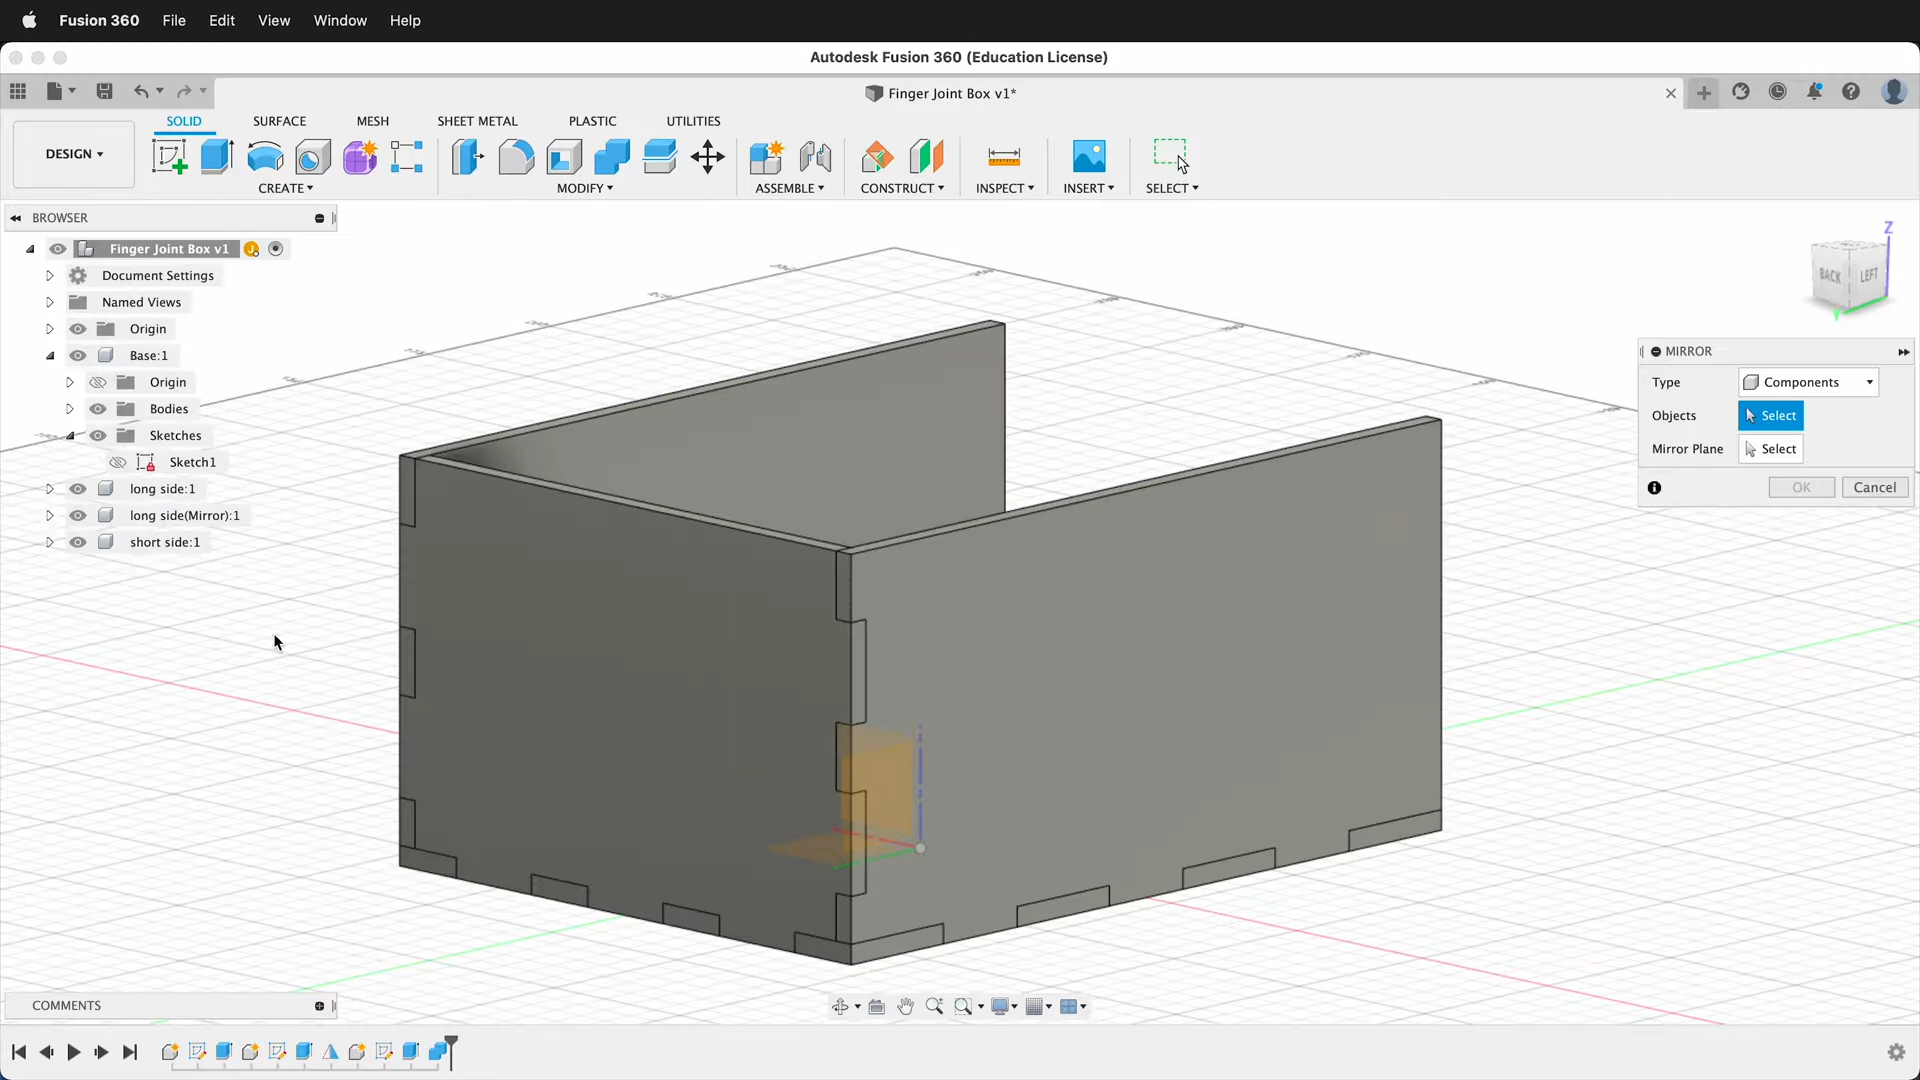 Fusion 360 File Edit View Window Help
Autodesk Fusion 360 (Education License)
Finger Joint Box v1*
SOLID SURFACE MESH SHEET METAL PLASTIC UTILITIES
DESIGN
CREATE MODIFY ASSEMBLE CONSTRUCT INSPECT INSERT SELECT
BROWSER
Finger Joint Box v1
Document Settings
Named Views
Origin
Base:1
Origin
Bodies
Sketches
Sketch1
long side:1
long side(Mirror):1
short side:1
Z
BACK LEFT
Y
MIRROR
Type Components
Objects Select
Mirror Plane Select
OK Cancel
COMMENTS